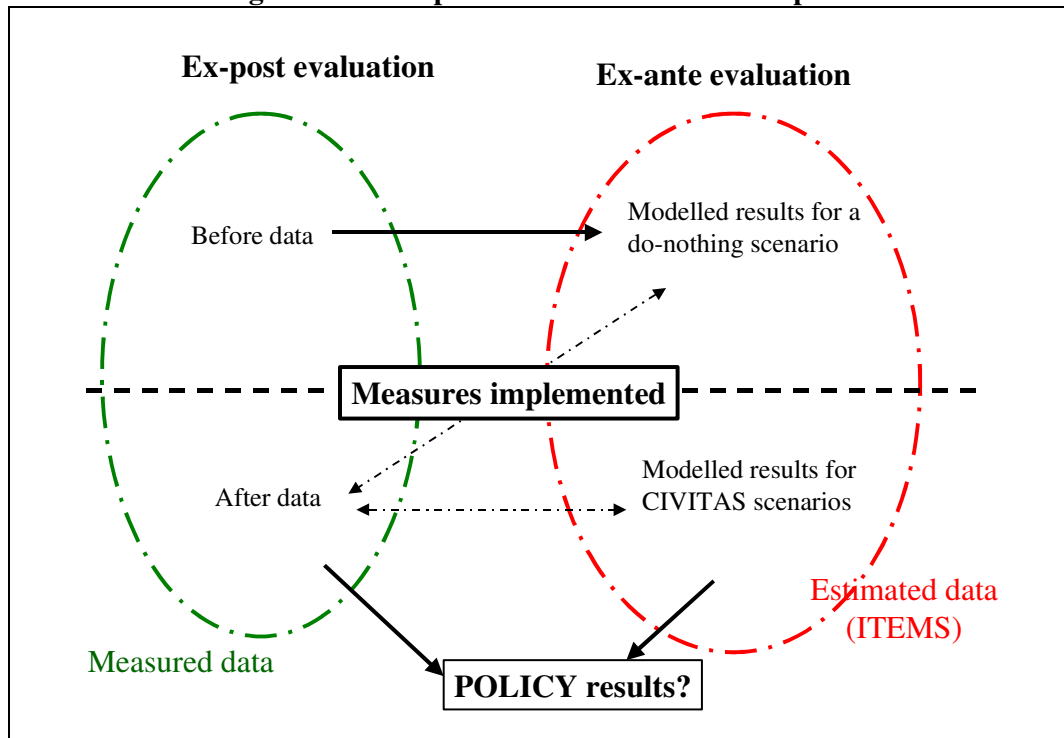 Ex-post evaluation
Ex-ante evaluation
Before data
Modelled results for a
do-nothing scenario
Measures implemented
After data
Modelled results for
CIVITAS scenarios
Estimated data
(ITEMS)
Measured data
POLICY results?